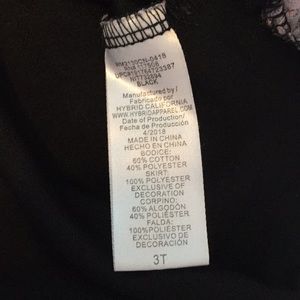 BLACK
Manufactured by /
Fabricado por
HYBRID CALIFORNIA
WWW.HYBRIDAPPAREL.COM
Date of Production/
Fecha de Producción
4/2018
MADE IN CHINA
HECHO EN CHINA
BODICE:
60% COTTON
40% POLYESTER
SKIRT:
100% POLYESTER
EXCLUSIVE OF
DECORATION
CORPINO:
60% ALGODÓN
40% POLIÉSTER
FALDA:
100%POLIÉSTER
EXCLUSIVO DE
DECORACIÓN
3T